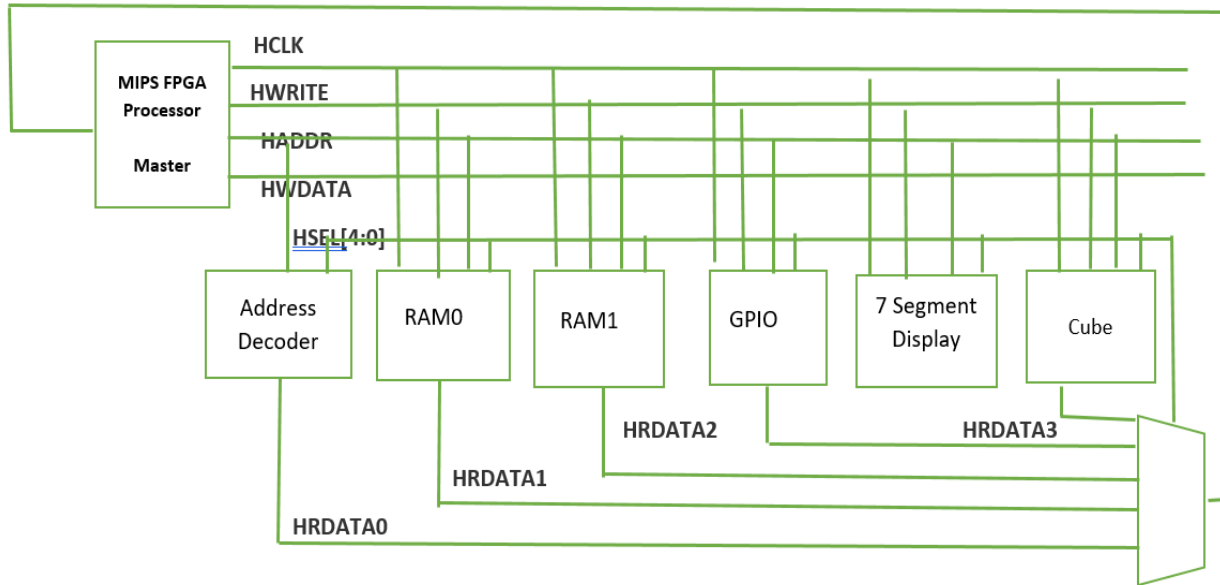 HCLK
MIPS FPGA
Processor
Master
HWRITE
HADDR
HWDATA
HSEL[4:0]
Address
Decoder
RAM0
RAM1
GPIO
7 Segment
Display
Cube
HRDATA2
HRDATA3
HRDATA1
HRDATA0